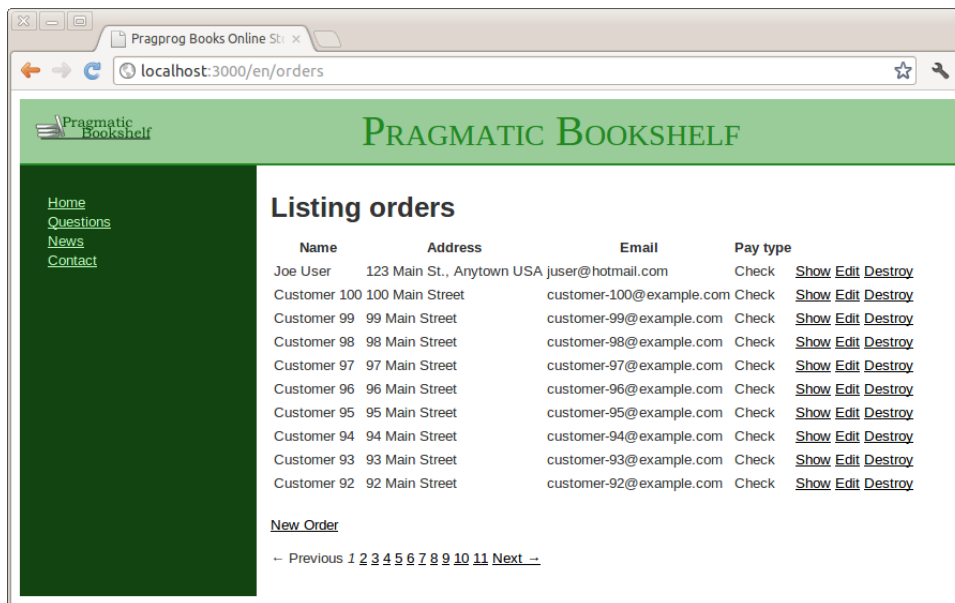 Pragprog Books Online Sto
localhost:3000/en/orders
Pragmatic
Bookshelf
PRAGMATIC BOOKSHELF
Home
Questions
News
Contact
Listing orders
Name Address Email Pay type
Joe User 123 Main St., Anytown USA juser@hotmail.com Check Show Edit Destroy
Customer 100 100 Main Street customer-100@example.com Check Show Edit Destroy
Customer 99 99 Main Street customer-99@example.com Check Show Edit Destroy
Customer 98 98 Main Street customer-98@example.com Check Show Edit Destroy
Customer 97 97 Main Street customer-97@example.com Check Show Edit Destroy
Customer 96 96 Main Street customer-96@example.com Check Show Edit Destroy
Customer 95 95 Main Street customer-95@example.com Check Show Edit Destroy
Customer 94 94 Main Street customer-94@example.com Check Show Edit Destroy
Customer 93 93 Main Street customer-93@example.com Check Show Edit Destroy
Customer 92 92 Main Street customer-92@example.com Check Show Edit Destroy
New Order
← Previous 1 2 3 4 5 6 7 8 9 10 11 Next →